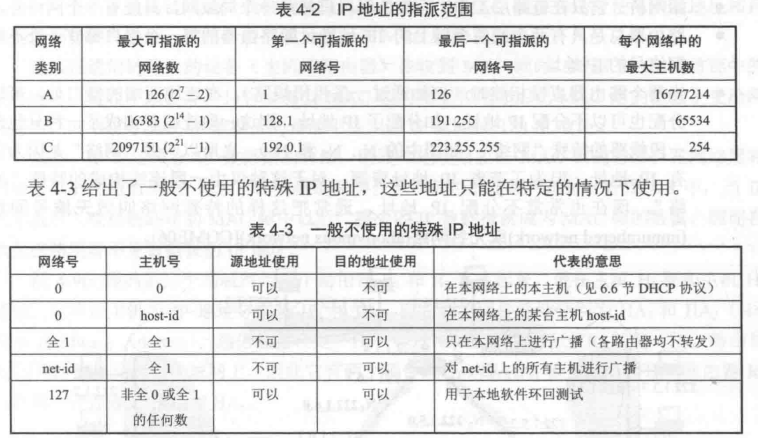 表4-2 IP 地址的指派范围
网络类别 最大可指派的网络数 第一个可指派的网络号 最后一个可指派的网络号 每个网络中的最大主机数
A 126 (2⁷ – 2) 1 126 16777214
B 16383 (2¹⁴ – 1) 128.1 191.255 65534
C 2097151 (2²¹ – 1) 192.0.1 223.255.255 254
表 4-3 给出了一般不使用的特殊 IP 地址，这些地址只能在特定的情况下使用。
表 4-3 一般不使用的特殊 IP 地址
网络号 主机号 源地址使用 目的地址使用 代表的意思
0 0 可以 不可 在本网络上的本主机（见 6.6 节 DHCP 协议）
0 host-id 可以 不可 在本网络上的某台主机 host-id
全 1 全 1 不可 可以 只在本网络上进行广播（各路由器均不转发）
net-id 全 1 不可 可以 对 net-id 上的所有主机进行广播
127 非全 0 或全 1 的任何数 可以 可以 用于本地软件环回测试